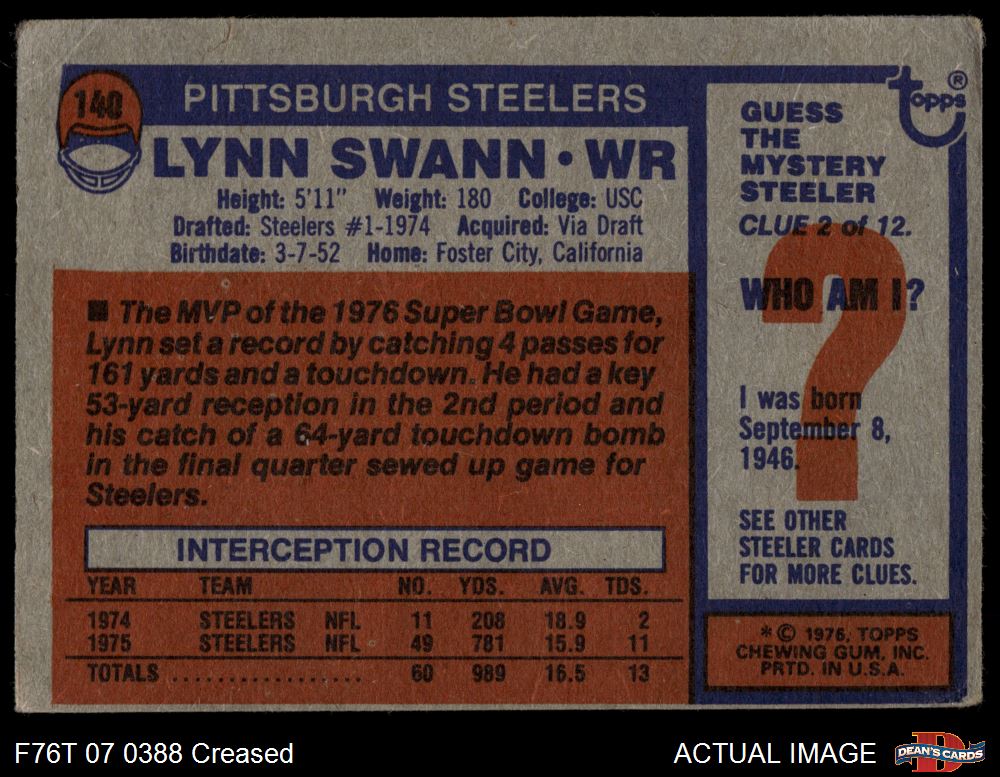 140
PITTSBURGH STEELERS
LYNN SWANN • WR
Height: 5'11" Weight: 180 College: USC
Drafted: Steelers #1-1974 Acquired: Via Draft
Birthdate: 3-7-52 Home: Foster City, California
■ The MVP of the 1976 Super Bowl Game,
Lynn set a record by catching 4 passes for
161 yards and a touchdown. He had a key
53-yard reception in the 2nd period and
his catch of a 64-yard touchdown bomb
in the final quarter sewed up game for
Steelers.
INTERCEPTION RECORD
YEAR TEAM NO. YDS. AVG. TDS.
1974 STEELERS NFL 11 208 18.9 2
1975 STEELERS NFL 49 781 15.9 11
TOTALS .................. 60 989 16.5 13
topps®
GUESS
THE
MYSTERY
STEELER
CLUE 2 of 12.
WHO AM I?
?
I was born
September 8,
1946.
SEE OTHER
STEELER CARDS
FOR MORE CLUES.
*© 1976, TOPPS
CHEWING GUM, INC.
PRTD. IN U.S.A.
F76T 07 0388 Creased
ACTUAL IMAGE
D
DEAN'S CARDS